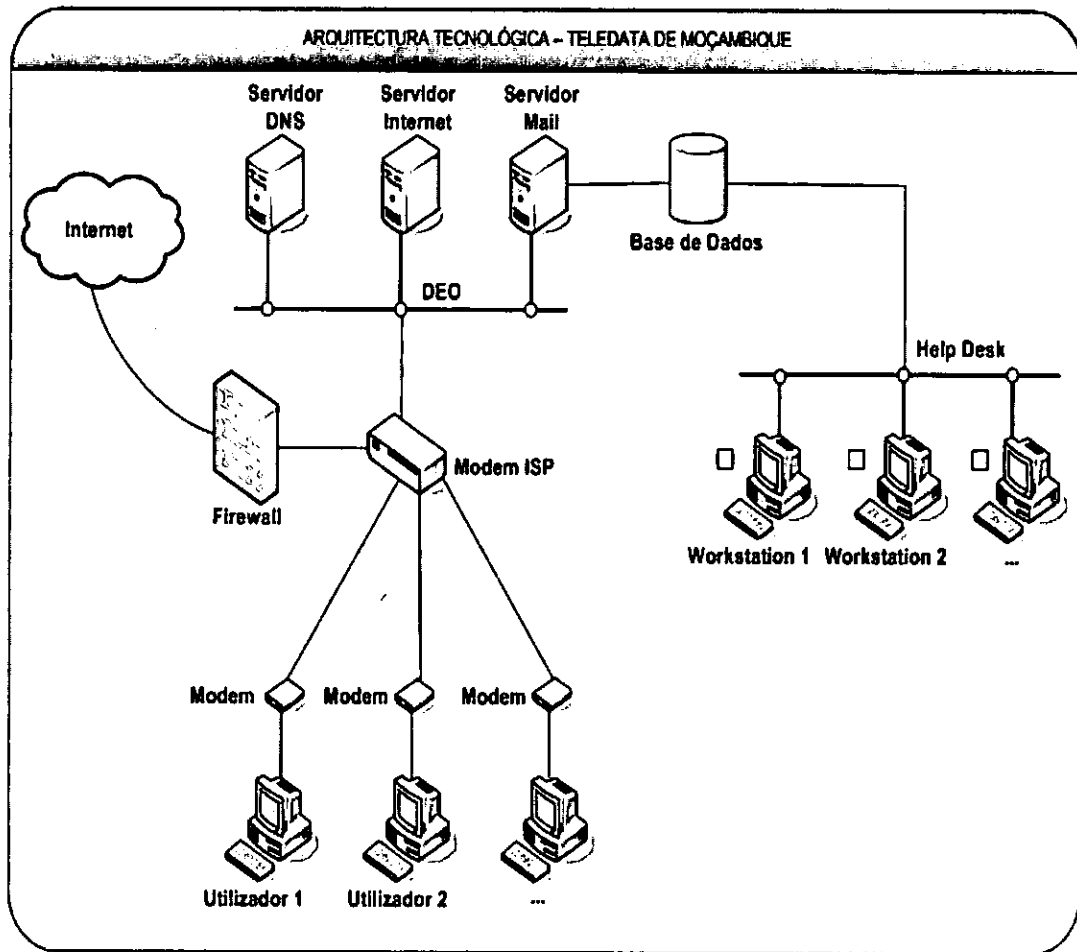 ARQUITECTURA TECNOLÓGICA – TELEDATA DE MOÇAMBIQUE
Servidor DNS
Servidor Internet
Servidor Mail
Internet
Base de Dados
DEO
Help Desk
Firewall
Modem ISP
Workstation 1
Workstation 2
...
Modem
Modem
Modem
Utilizador 1
Utilizador 2
...